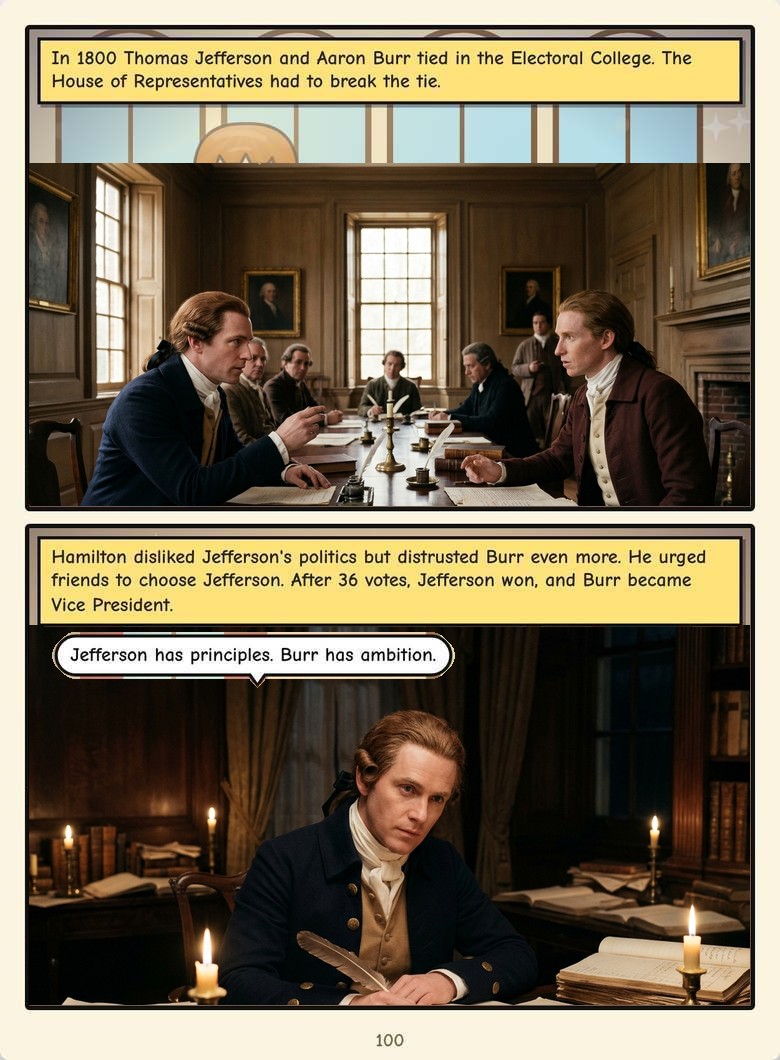 In 1800 Thomas Jefferson and Aaron Burr tied in the Electoral College. The
House of Representatives had to break the tie.
Hamilton disliked Jefferson's politics but distrusted Burr even more. He urged
friends to choose Jefferson. After 36 votes, Jefferson won, and Burr became
Vice President.
Jefferson has principles. Burr has ambition.
100